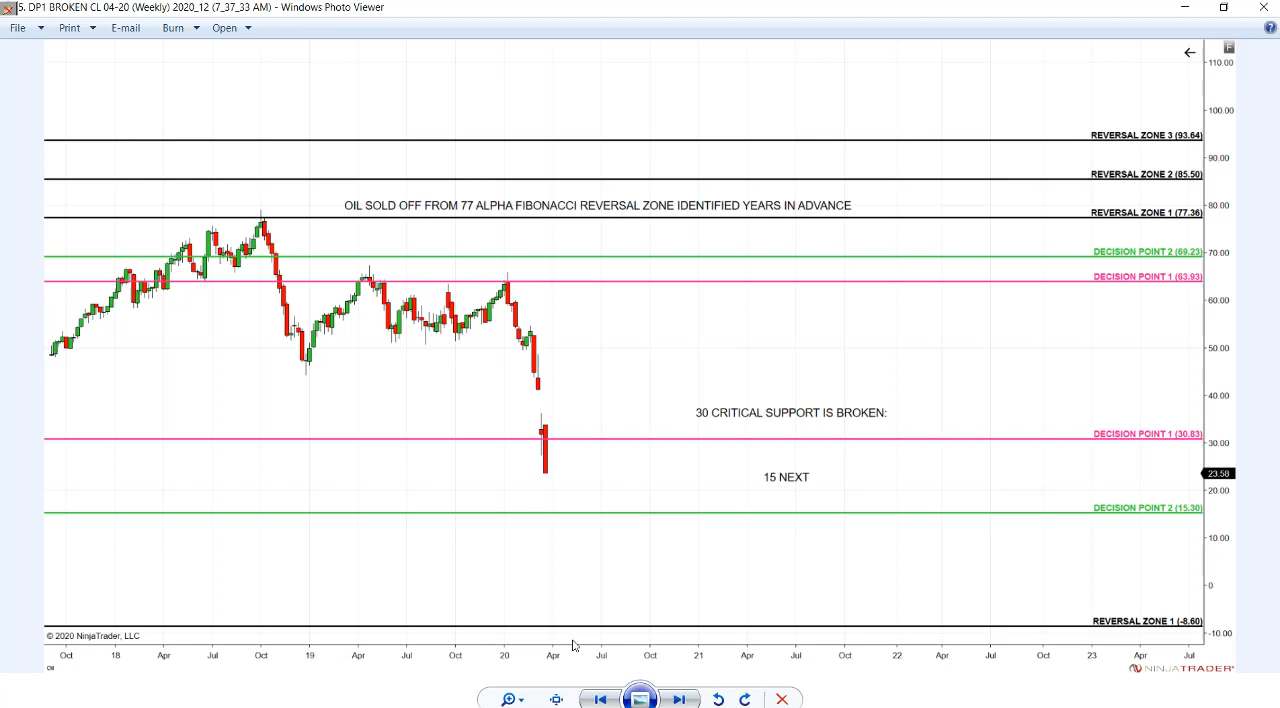 5. DP1 BROKEN CL 04-20 (Weekly) 2020_12 (7_37_33 AM) - Windows Photo Viewer
File Print E-mail Burn Open
F
110.00
100.00
REVERSAL ZONE 3 (93.64)
90.00
REVERSAL ZONE 2 (85.50)
OIL SOLD OFF FROM 77 ALPHA FIBONACCI REVERSAL ZONE IDENTIFIED YEARS IN ADVANCE
80.00
REVERSAL ZONE 1 (77.36)
DECISION POINT 2 (69.23)
70.00
DECISION POINT 1 (63.93)
60.00
50.00
40.00
30 CRITICAL SUPPORT IS BROKEN:
DECISION POINT 1 (30.83)
30.00
15 NEXT
23.58
20.00
DECISION POINT 2 (15.30)
10.00
0
REVERSAL ZONE 1 (-8.60)
-10.00
© 2020 NinjaTrader, LLC
Oct 18 Apr Jul Oct 19 Apr Jul Oct 20 Apr Jul Oct 21 Apr Jul Oct 22 Apr Jul Oct 23 Apr Jul
Oil
NINJATRADER